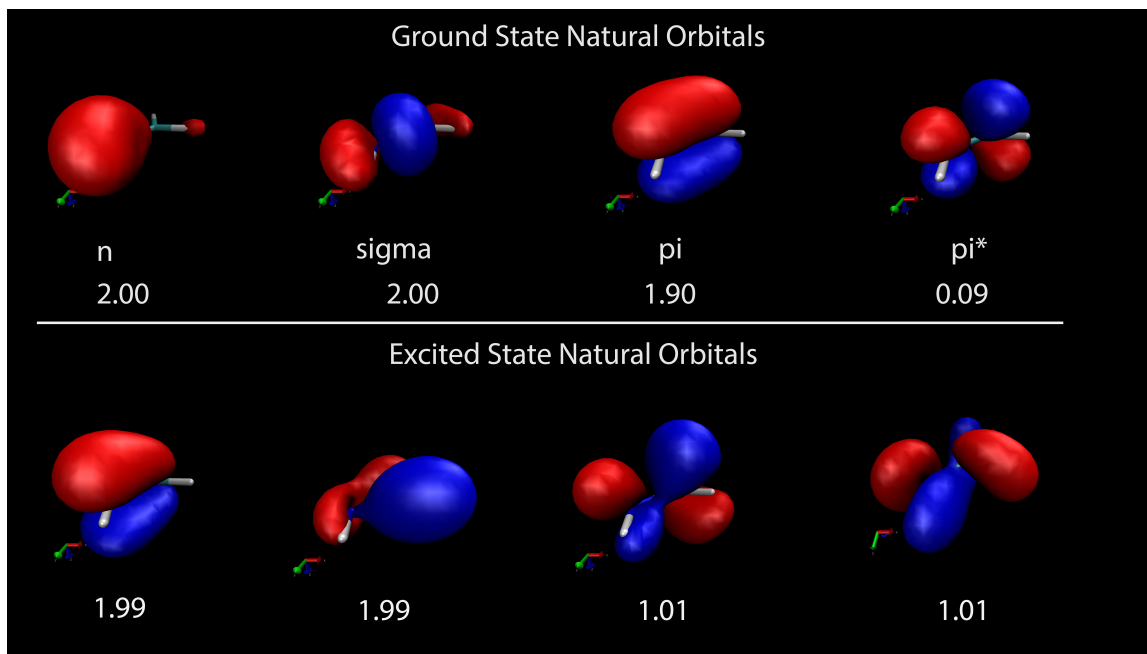 Ground State Natural Orbitals
n sigma pi pi*
2.00 2.00 1.90 0.09
Excited State Natural Orbitals
1.99 1.99 1.01 1.01